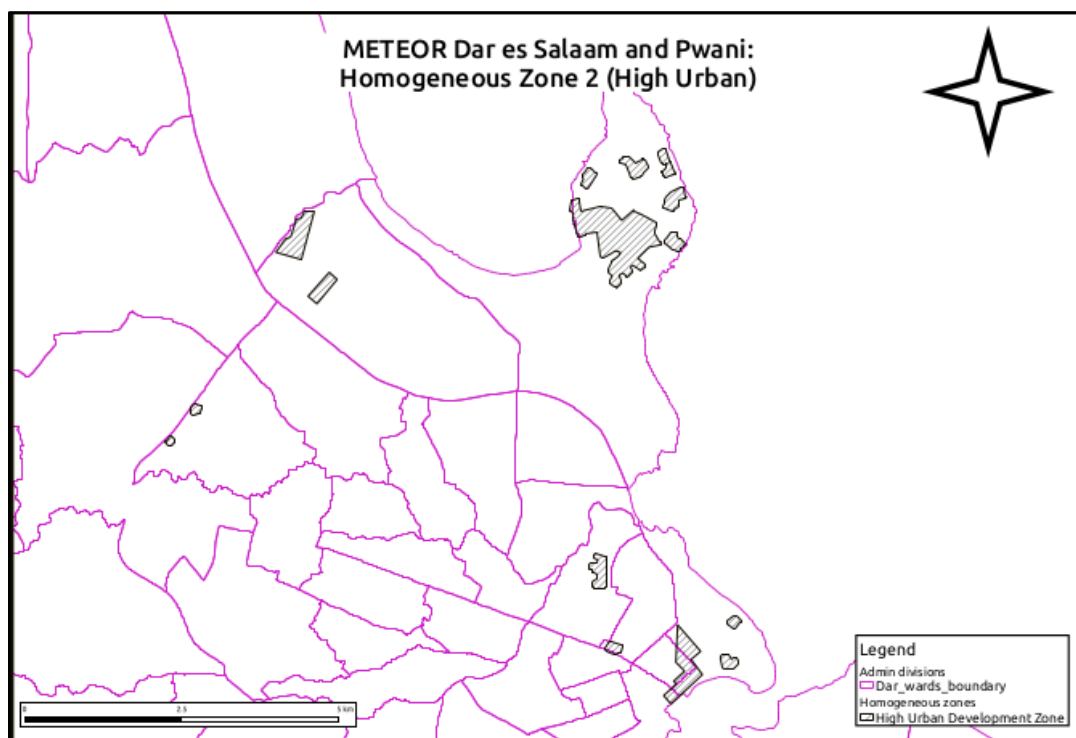 METEOR Dar es Salaam and Pwani:
Homogeneous Zone 2 (High Urban)
Legend
Admin divisions
Dar_wards_boundary
Homogeneous zones
High Urban Development Zone
0 2.5 5 km